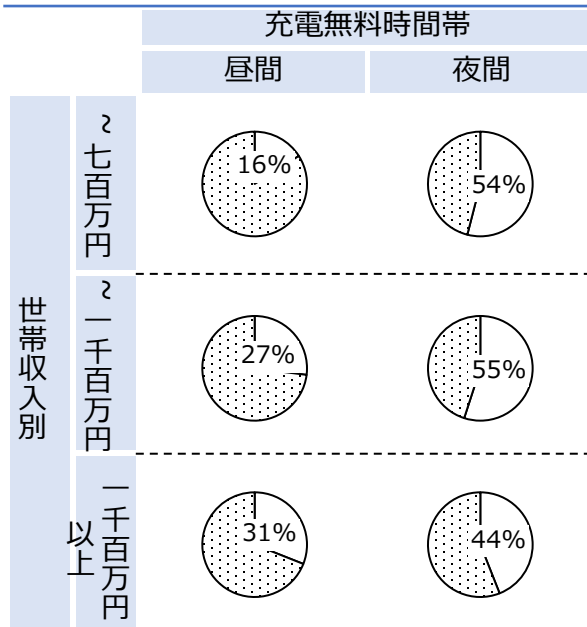 充電無料時間帯
昼間
夜間
世帯収入別
~七百万円
16%
54%
~一千百万円
27%
55%
一千百万円
以上
31%
44%